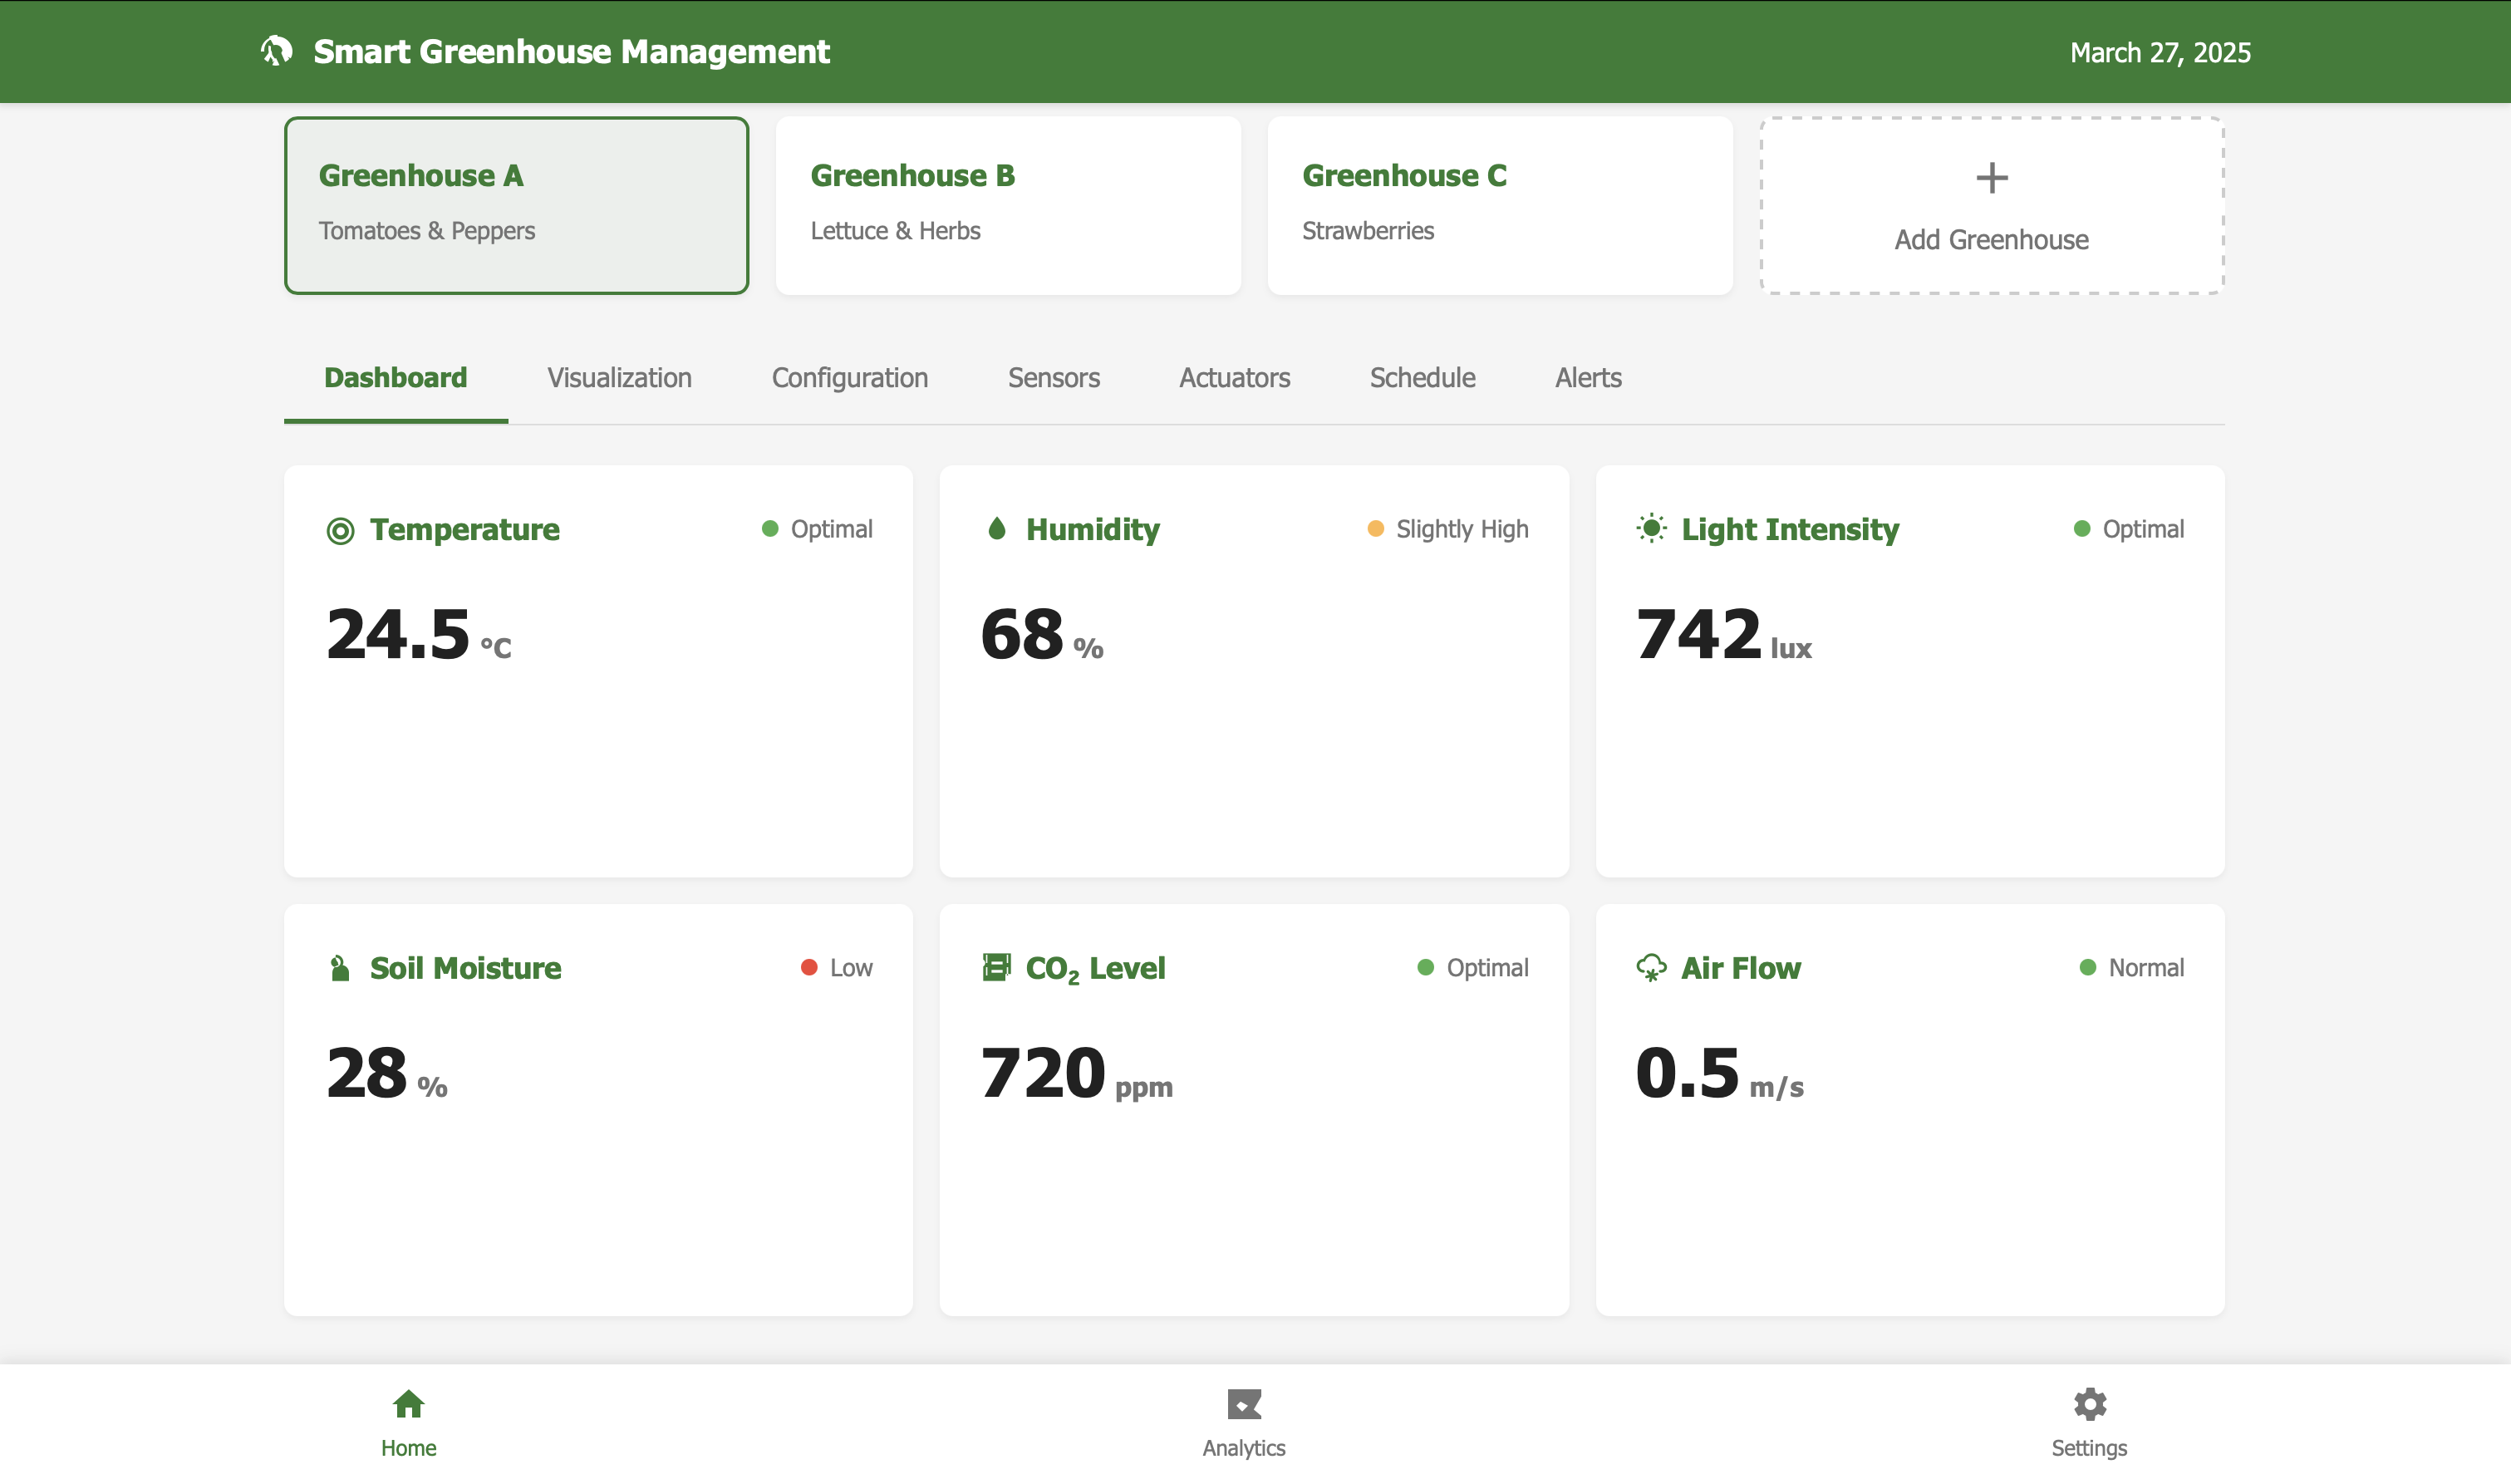 Smart Greenhouse Management
March 27, 2025
Greenhouse A
Tomatoes & Peppers
Greenhouse B
Lettuce & Herbs
Greenhouse C
Strawberries
+
Add Greenhouse
Dashboard
Visualization
Configuration
Sensors
Actuators
Schedule
Alerts
Temperature
Optimal
24.5 °C
Humidity
Slightly High
68 %
Light Intensity
Optimal
742 lux
Soil Moisture
Low
28 %
CO₂ Level
Optimal
720 ppm
Air Flow
Normal
0.5 m/s
Home
Analytics
Settings